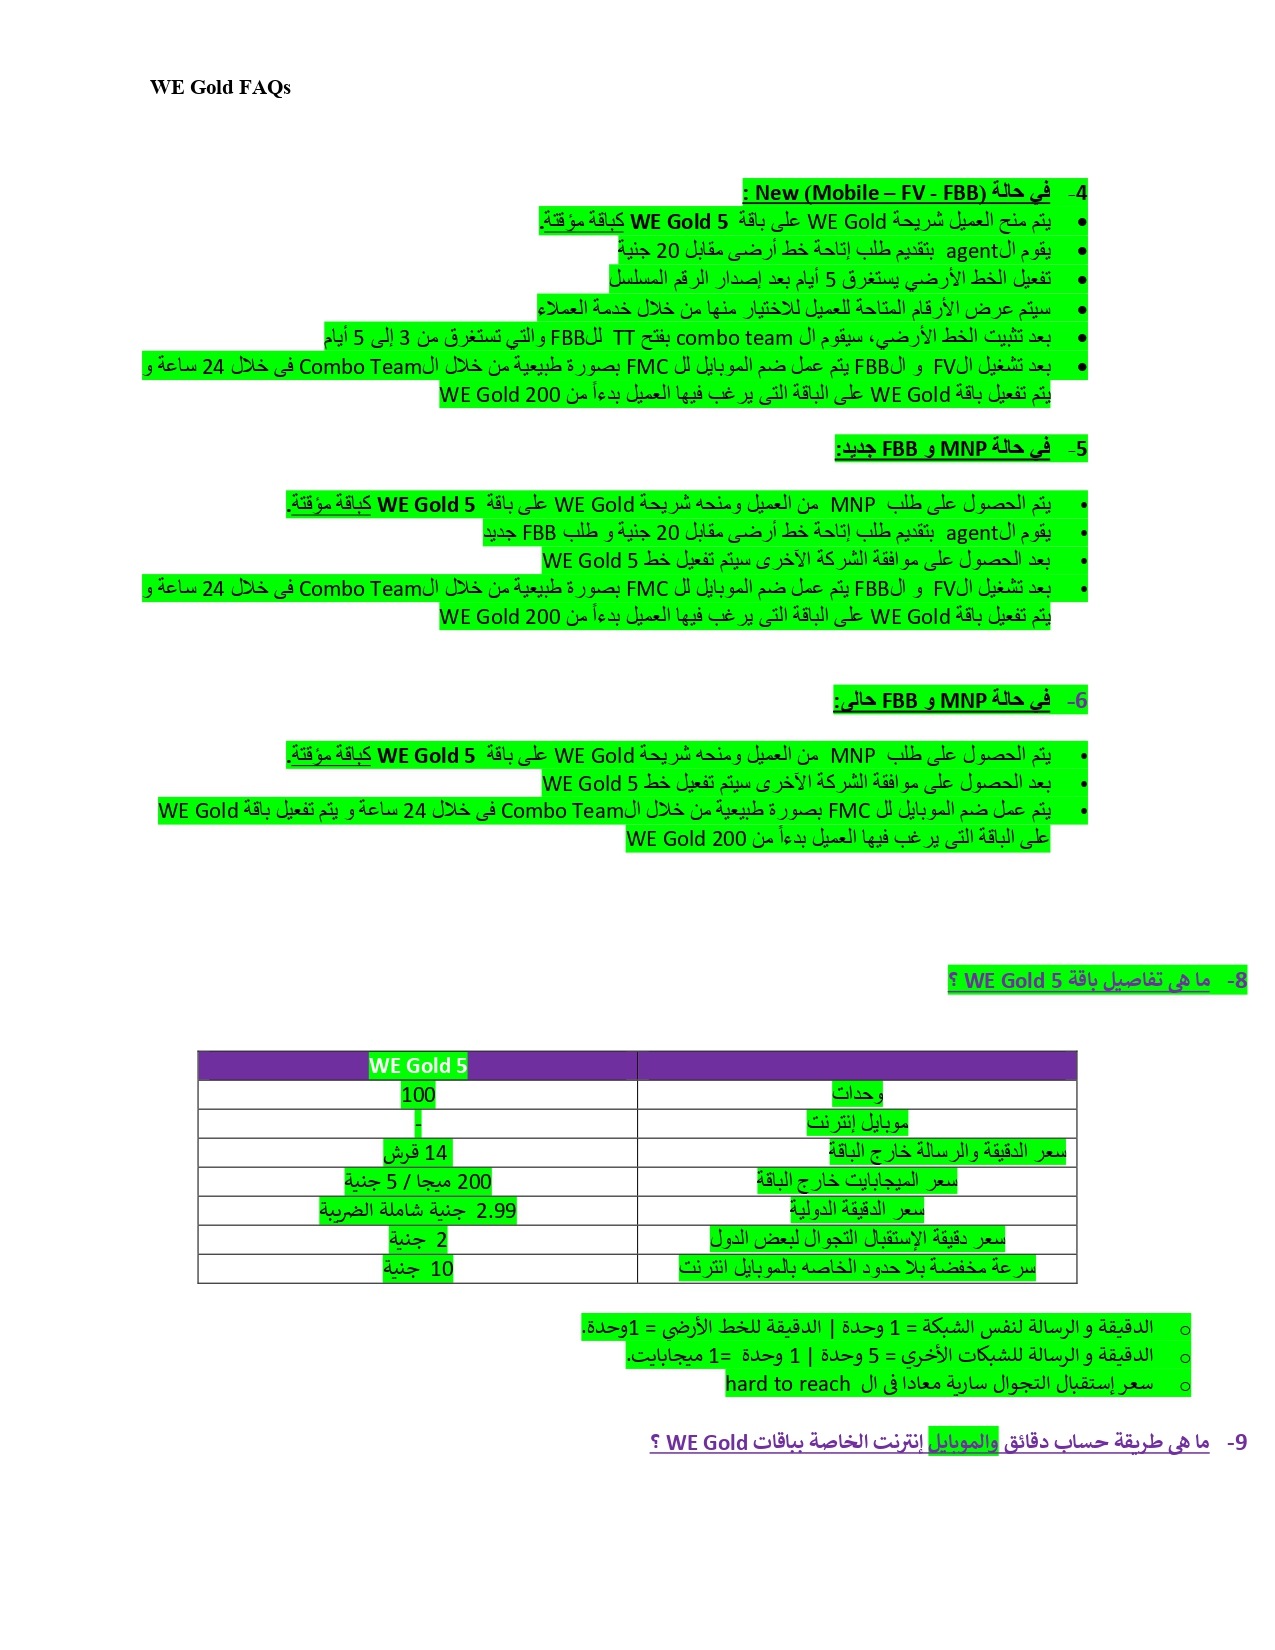 WE Gold FAQs
4- في حالة New (Mobile – FV - FBB) :
• يتم منح العميل شريحة WE Gold على باقة WE Gold 5 كباقة مؤقتة.
• يقوم الagent بتقديم طلب إتاحة خط أرضى مقابل 20 جنية
• تفعيل الخط الأرضي يستغرق 5 أيام بعد إصدار الرقم المسلسل
• سيتم عرض الأرقام المتاحة للعميل للاختيار منها من خلال خدمة العملاء
• بعد تثبيت الخط الأرضي، سيقوم ال combo team بفتح TT للFBB والتي تستغرق من 3 إلى 5 أيام
• بعد تشغيل الFV و الFBB يتم عمل ضم الموبايل لل FMC بصورة طبيعية من خلال الCombo Team فى خلال 24 ساعة و
يتم تفعيل باقة WE Gold على الباقة التى يرغب فيها العميل بدءاً من WE Gold 200
5- في حالة MNP و FBB جديد:
• يتم الحصول على طلب MNP من العميل ومنحه شريحة WE Gold على باقة WE Gold 5 كباقة مؤقتة.
• يقوم الagent بتقديم طلب إتاحة خط أرضى مقابل 20 جنية و طلب FBB جديد
• بعد الحصول على موافقة الشركة الآخرى سيتم تفعيل خط WE Gold 5
• بعد تشغيل الFV و الFBB يتم عمل ضم الموبايل لل FMC بصورة طبيعية من خلال الCombo Team فى خلال 24 ساعة و
يتم تفعيل باقة WE Gold على الباقة التى يرغب فيها العميل بدءاً من WE Gold 200
6- في حالة MNP و FBB حالى:
• يتم الحصول على طلب MNP من العميل ومنحه شريحة WE Gold على باقة WE Gold 5 كباقة مؤقتة.
• بعد الحصول على موافقة الشركة الآخرى سيتم تفعيل خط WE Gold 5
• يتم عمل ضم الموبايل لل FMC بصورة طبيعية من خلال الCombo Team فى خلال 24 ساعة و يتم تفعيل باقة WE Gold
على الباقة التى يرغب فيها العميل بدءاً من WE Gold 200
8- ما هى تفاصيل باقة WE Gold 5 ؟
WE Gold 5
وحدات 100
موبايل إنترنت -
سعر الدقيقة والرسالة خارج الباقة 14 قرش
سعر الميجابايت خارج الباقة 200 ميجا / 5 جنية
سعر الدقيقة الدولية 2.99 جنية شاملة الضريبة
سعر دقيقة الإستقبال التجوال لبعض الدول 2 جنية
سرعة مخفضة بلا حدود الخاصه بالموبايل انترنت 10 جنية
o الدقيقة و الرسالة لنفس الشبكة = 1 وحدة | الدقيقة للخط الأرضي = 1وحدة.
o الدقيقة و الرسالة للشبكات الأخري = 5 وحدة | 1 وحدة =1 ميجابايت.
o سعر إستقبال التجوال سارية معادا فى ال hard to reach
9- ما هى طريقة حساب دقائق والموبايل إنترنت الخاصة بباقات WE Gold ؟